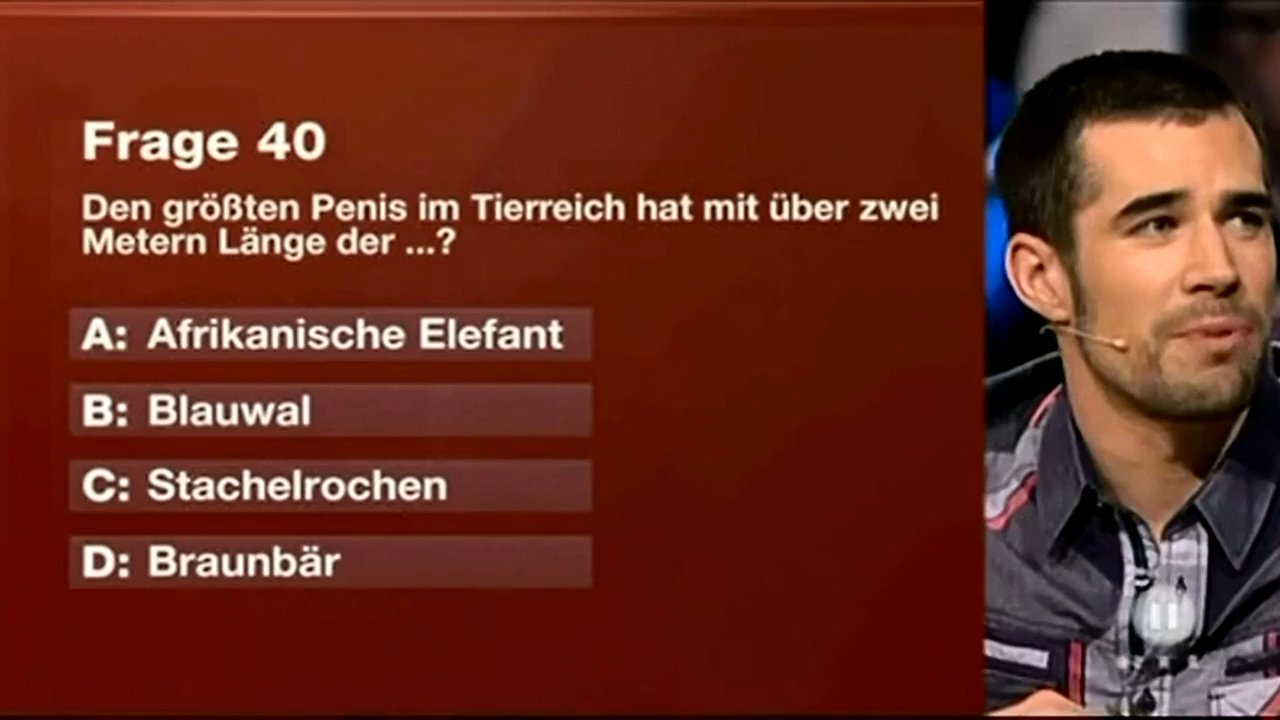 Frage 40
Den größten Penis im Tierreich hat mit über zwei
Metern Länge der ...?
A: Afrikanische Elefant
B: Blauwal
C: Stachelrochen
D: Braunbär